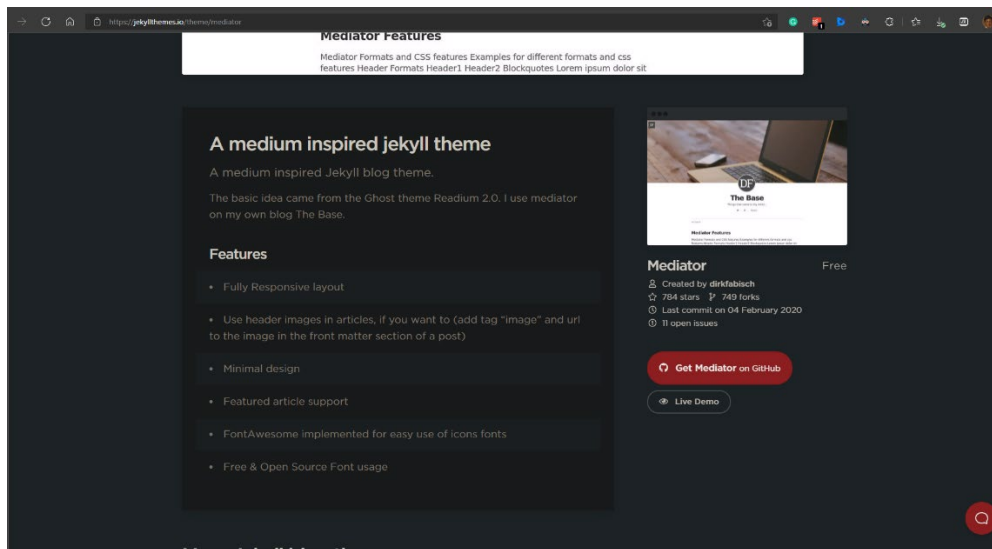 https://jekyllthemes.io/theme/mediator
Mediator Features
Mediator Formats and CSS features Examples for different formats and css
features Header Formats Header1 Header2 Blockquotes Lorem ipsum dolor sit
A medium inspired jekyll theme
A medium inspired Jekyll blog theme.
The basic idea came from the Ghost theme Readium 2.0. I use mediator
on my own blog The Base.
Features
• Fully Responsive layout
• Use header images in articles, if you want to (add tag "image" and url
to the image in the front matter section of a post)
• Minimal design
• Featured article support
• FontAwesome implemented for easy use of icons fonts
• Free & Open Source Font usage
DF
The Base
Mediator Features
Mediator Free
Created by dirkfabisch
784 stars 749 forks
Last commit on 04 February 2020
11 open issues
Get Mediator on GitHub
Live Demo